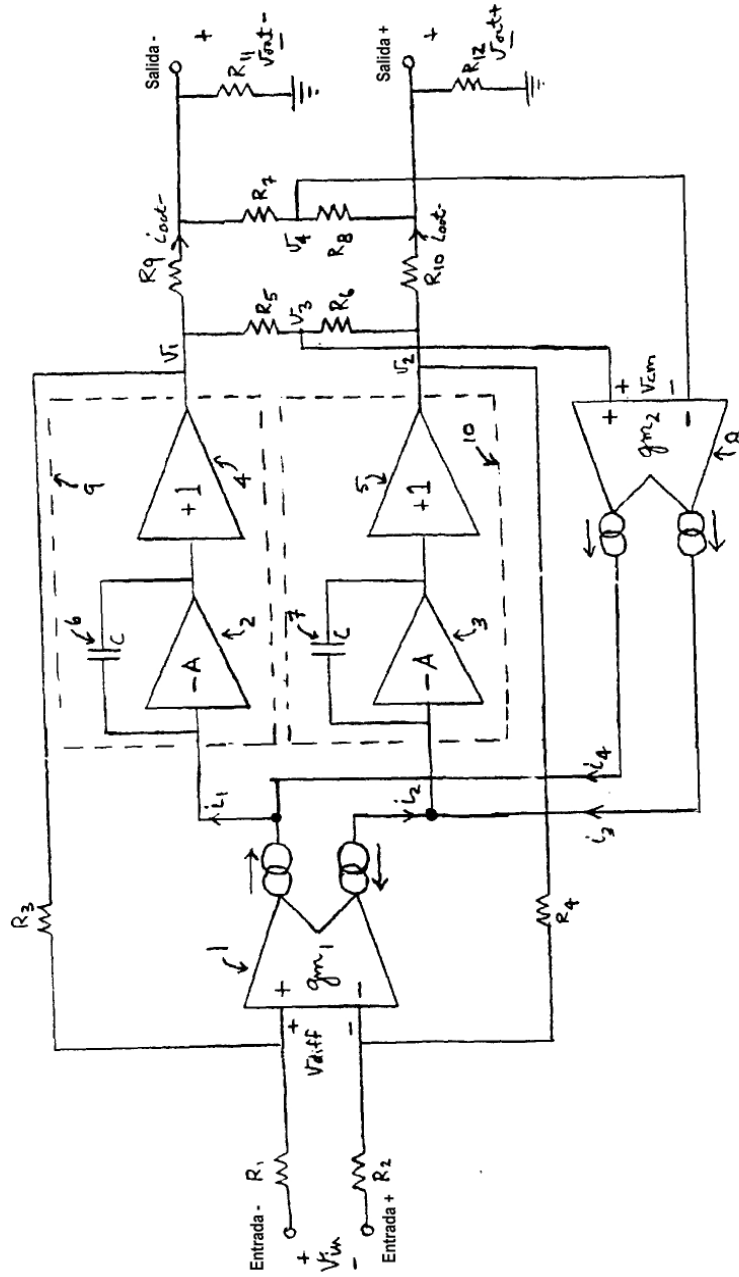 R3
9
V1
R9
iout-
Salida -
+
R11
Vout-
−
6
C
−A
2
+1
4
R5
V3
R6
R7
V4
R8
Entrada -
R1
+
Vin
−
Entrada +
R2
+
Vdiff
−
1
+
gm1
−
i1
i2
7
C
−A
3
5
+1
10
V2
R10
iout-
Salida +
+
R12
Vout+
−
R4
i4
i3
+
Vcm
−
+
gm2
−
8